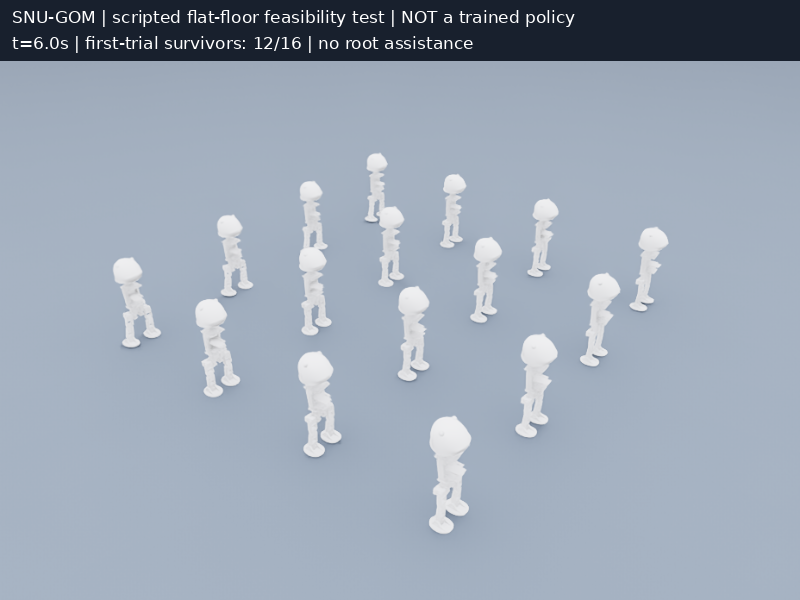 SNU-GOM | scripted flat-floor feasibility test | NOT a trained policy
t=6.0s | first-trial survivors: 12/16 | no root assistance